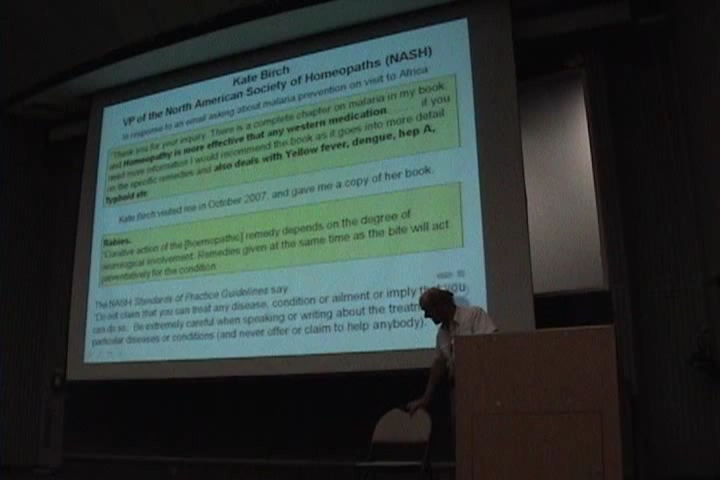 Kate Birch
VP of the North American Society of Homeopaths (NASH)
In response to an email asking about malaria prevention on visit to Africa
"Thank you for your inquiry. There is a complete chapter on malaria in my book
and Homeopathy is more effective that any western medication. if you
need more information I would recommend the book as it goes into more detail
on the specific remedies and also deals with Yellow fever, dengue, hep A,
Typhoid etc
Kate Birch visited me in October 2007, and gave me a copy of her book.
Rabies.
"Curative action of the [hoemopathic] remedy depends on the degree of
neurological involvement. Remedies given at the same time as the bite will act
preventatively for the condition
The NASH Standards of Practice Guidelines say
'Do not claim that you can treat any disease, condition or ailment or imply that you
can do so. Be extremely careful when speaking or writing about the
particular diseases or conditions (and never offer or claim to help anybody).